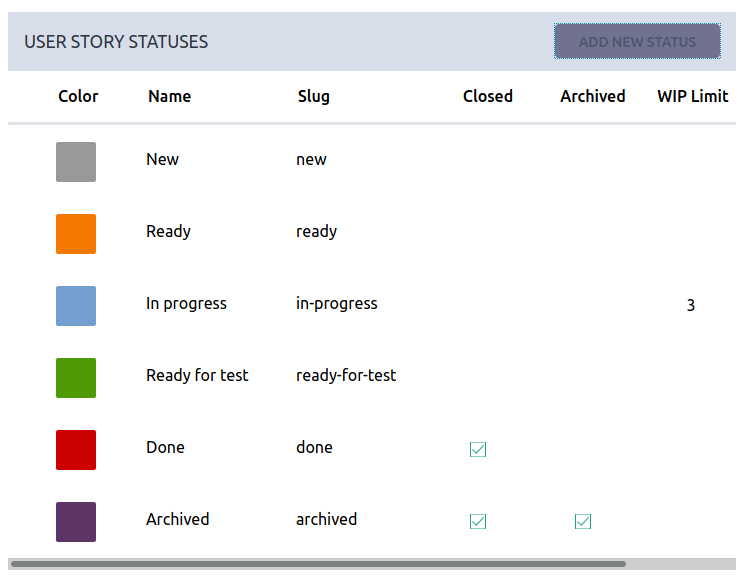 USER STORY STATUSES ADD NEW STATUS
Color Name Slug Closed Archived WIP Limit
New new
Ready ready
In progress in-progress 3
Ready for test ready-for-test
Done done
Archived archived